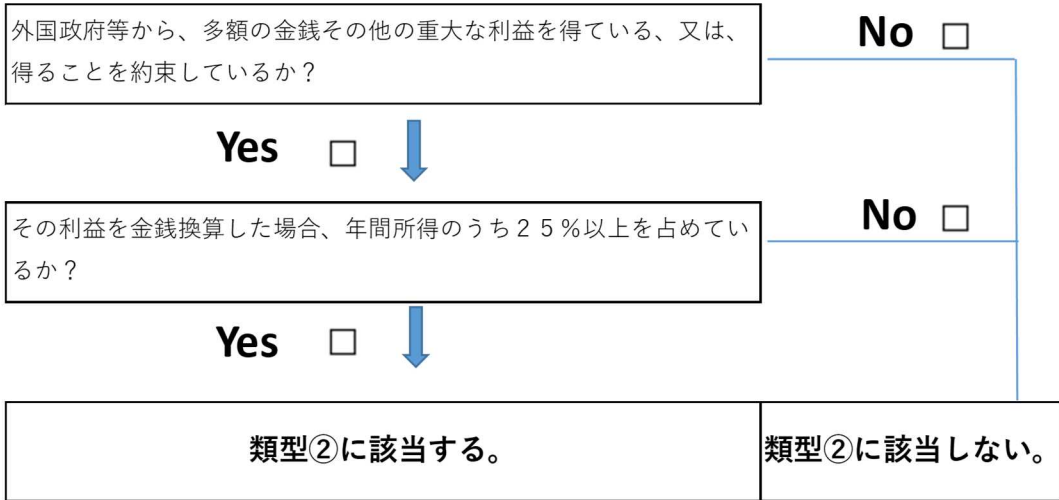 外国政府等から、多額の金銭その他の重大な利益を得ている、又は、
得ることを約束しているか？
No □
Yes □
その利益を金銭換算した場合、年間所得のうち２５％以上を占めてい
るか？
No □
Yes □
類型②に該当する。
類型②に該当しない。